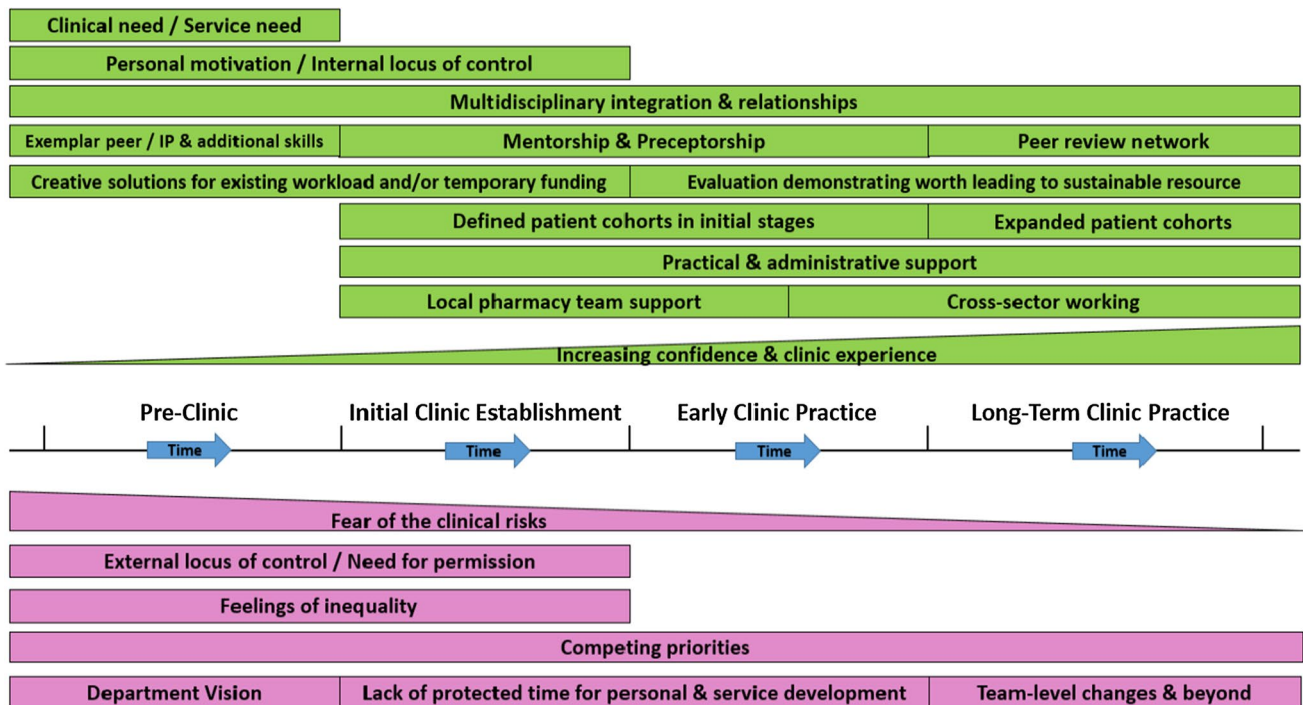 Clinical need / Service need
Personal motivation / Internal locus of control
Multidisciplinary integration & relationships
Exemplar peer / IP & additional skills
Mentorship & Preceptorship
Peer review network
Creative solutions for existing workload and/or temporary funding
Evaluation demonstrating worth leading to sustainable resource
Defined patient cohorts in initial stages
Expanded patient cohorts
Practical & administrative support
Local pharmacy team support
Cross-sector working
Increasing confidence & clinic experience
Pre-Clinic
Initial Clinic Establishment
Early Clinic Practice
Long-Term Clinic Practice
Time
Time
Time
Time
Fear of the clinical risks
External locus of control / Need for permission
Feelings of inequality
Competing priorities
Department Vision
Lack of protected time for personal & service development
Team-level changes & beyond